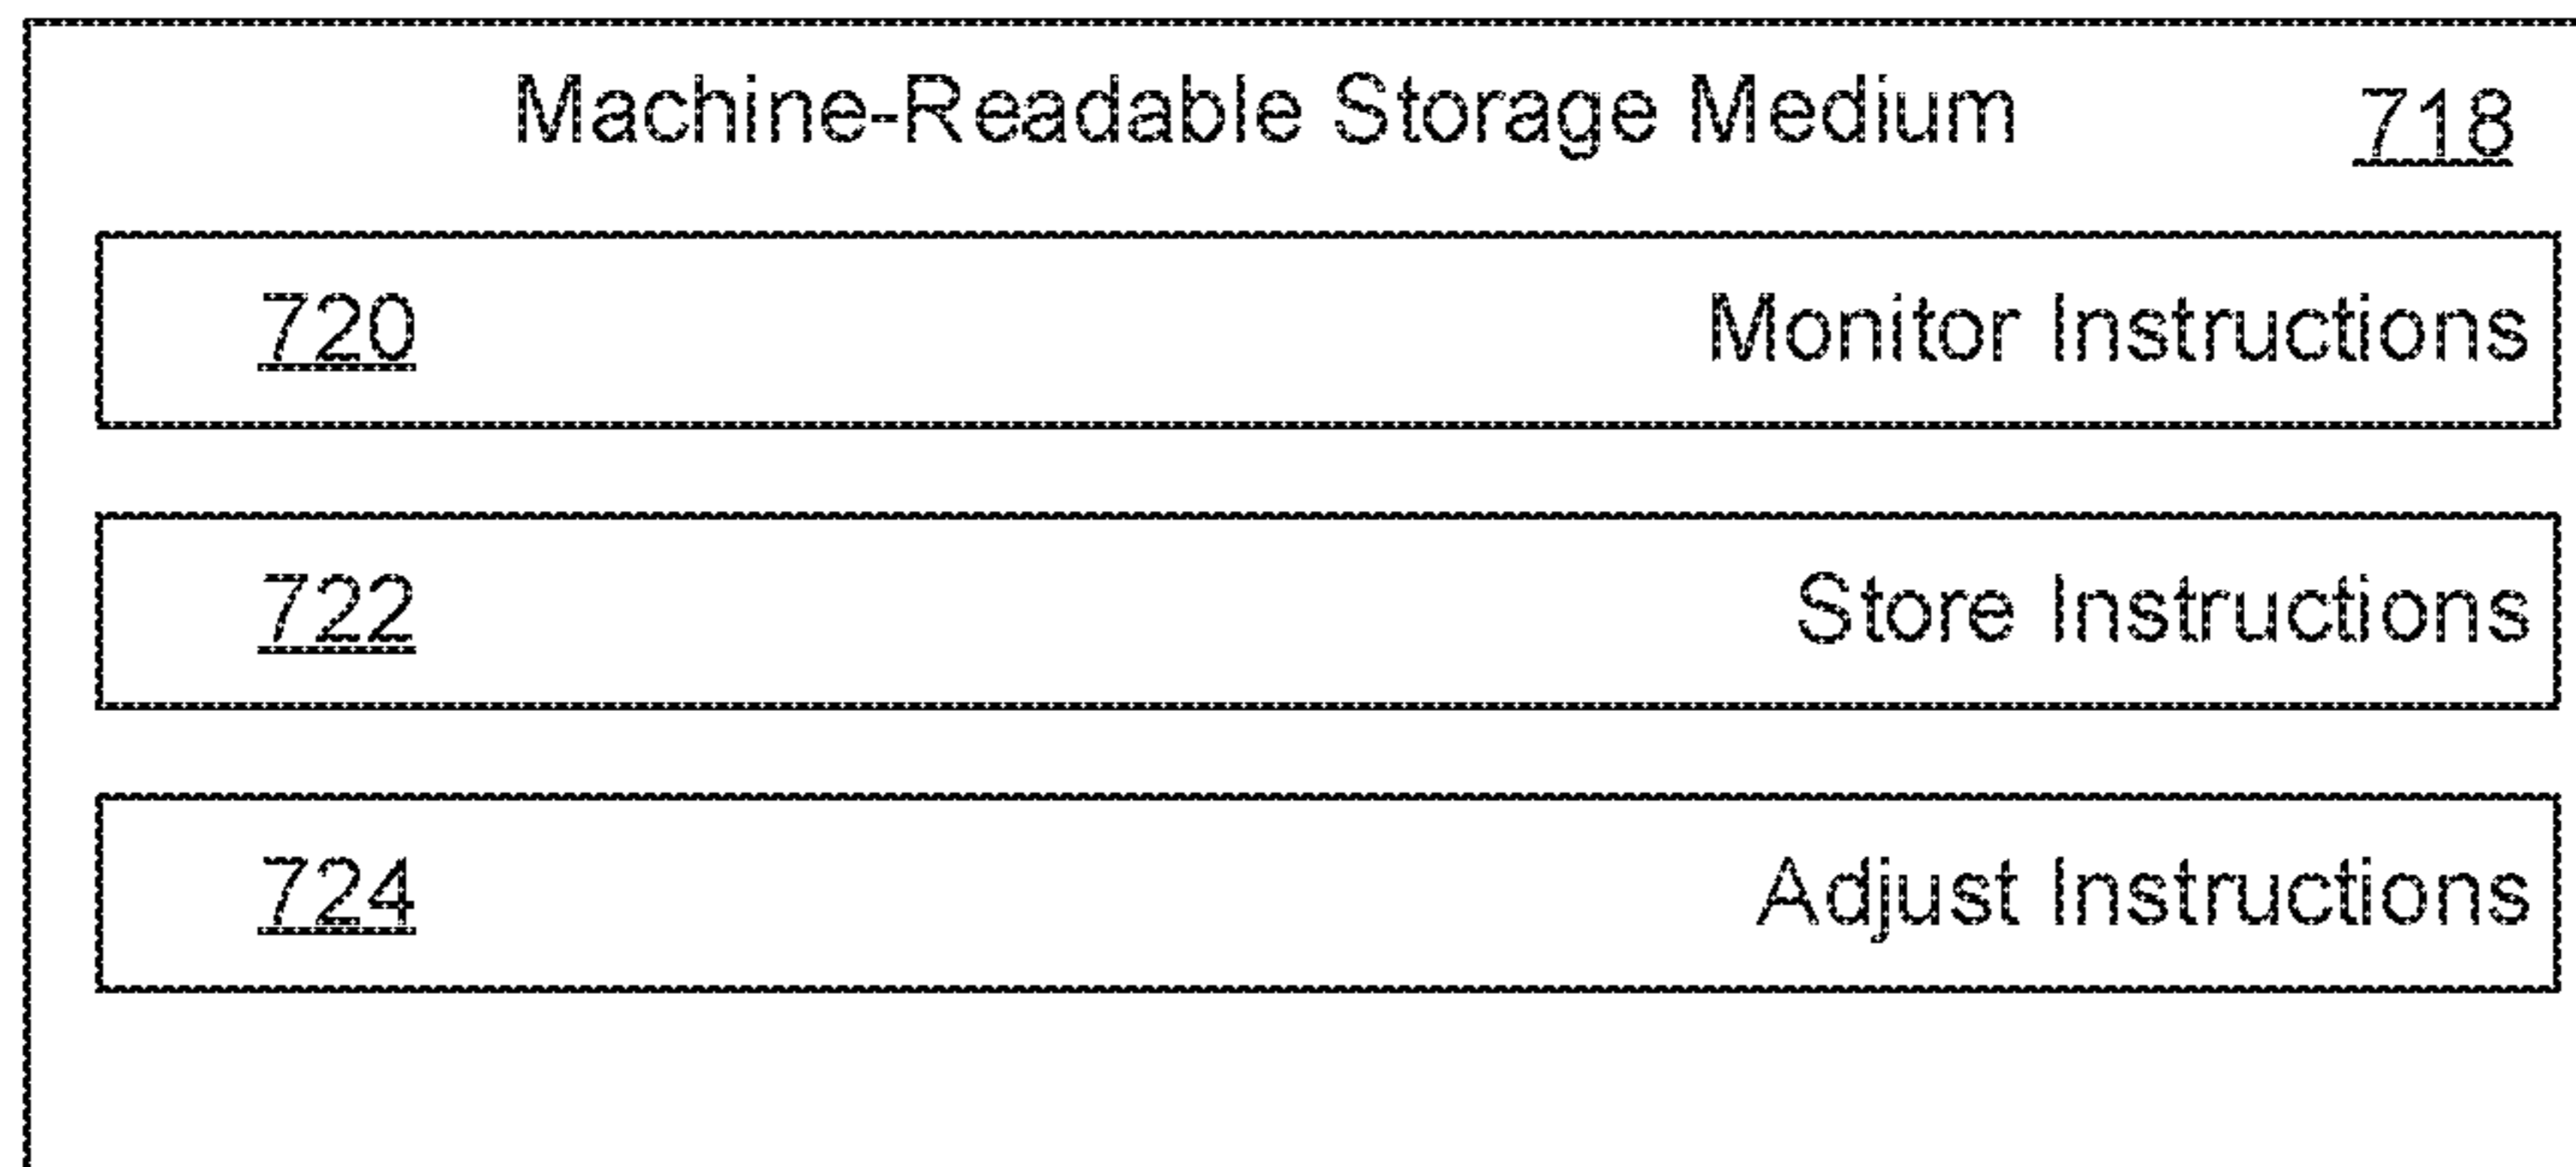 Machine-Readable Storage Medium 718
720 Monitor Instructions
722 Store Instructions
724 Adjust Instructions